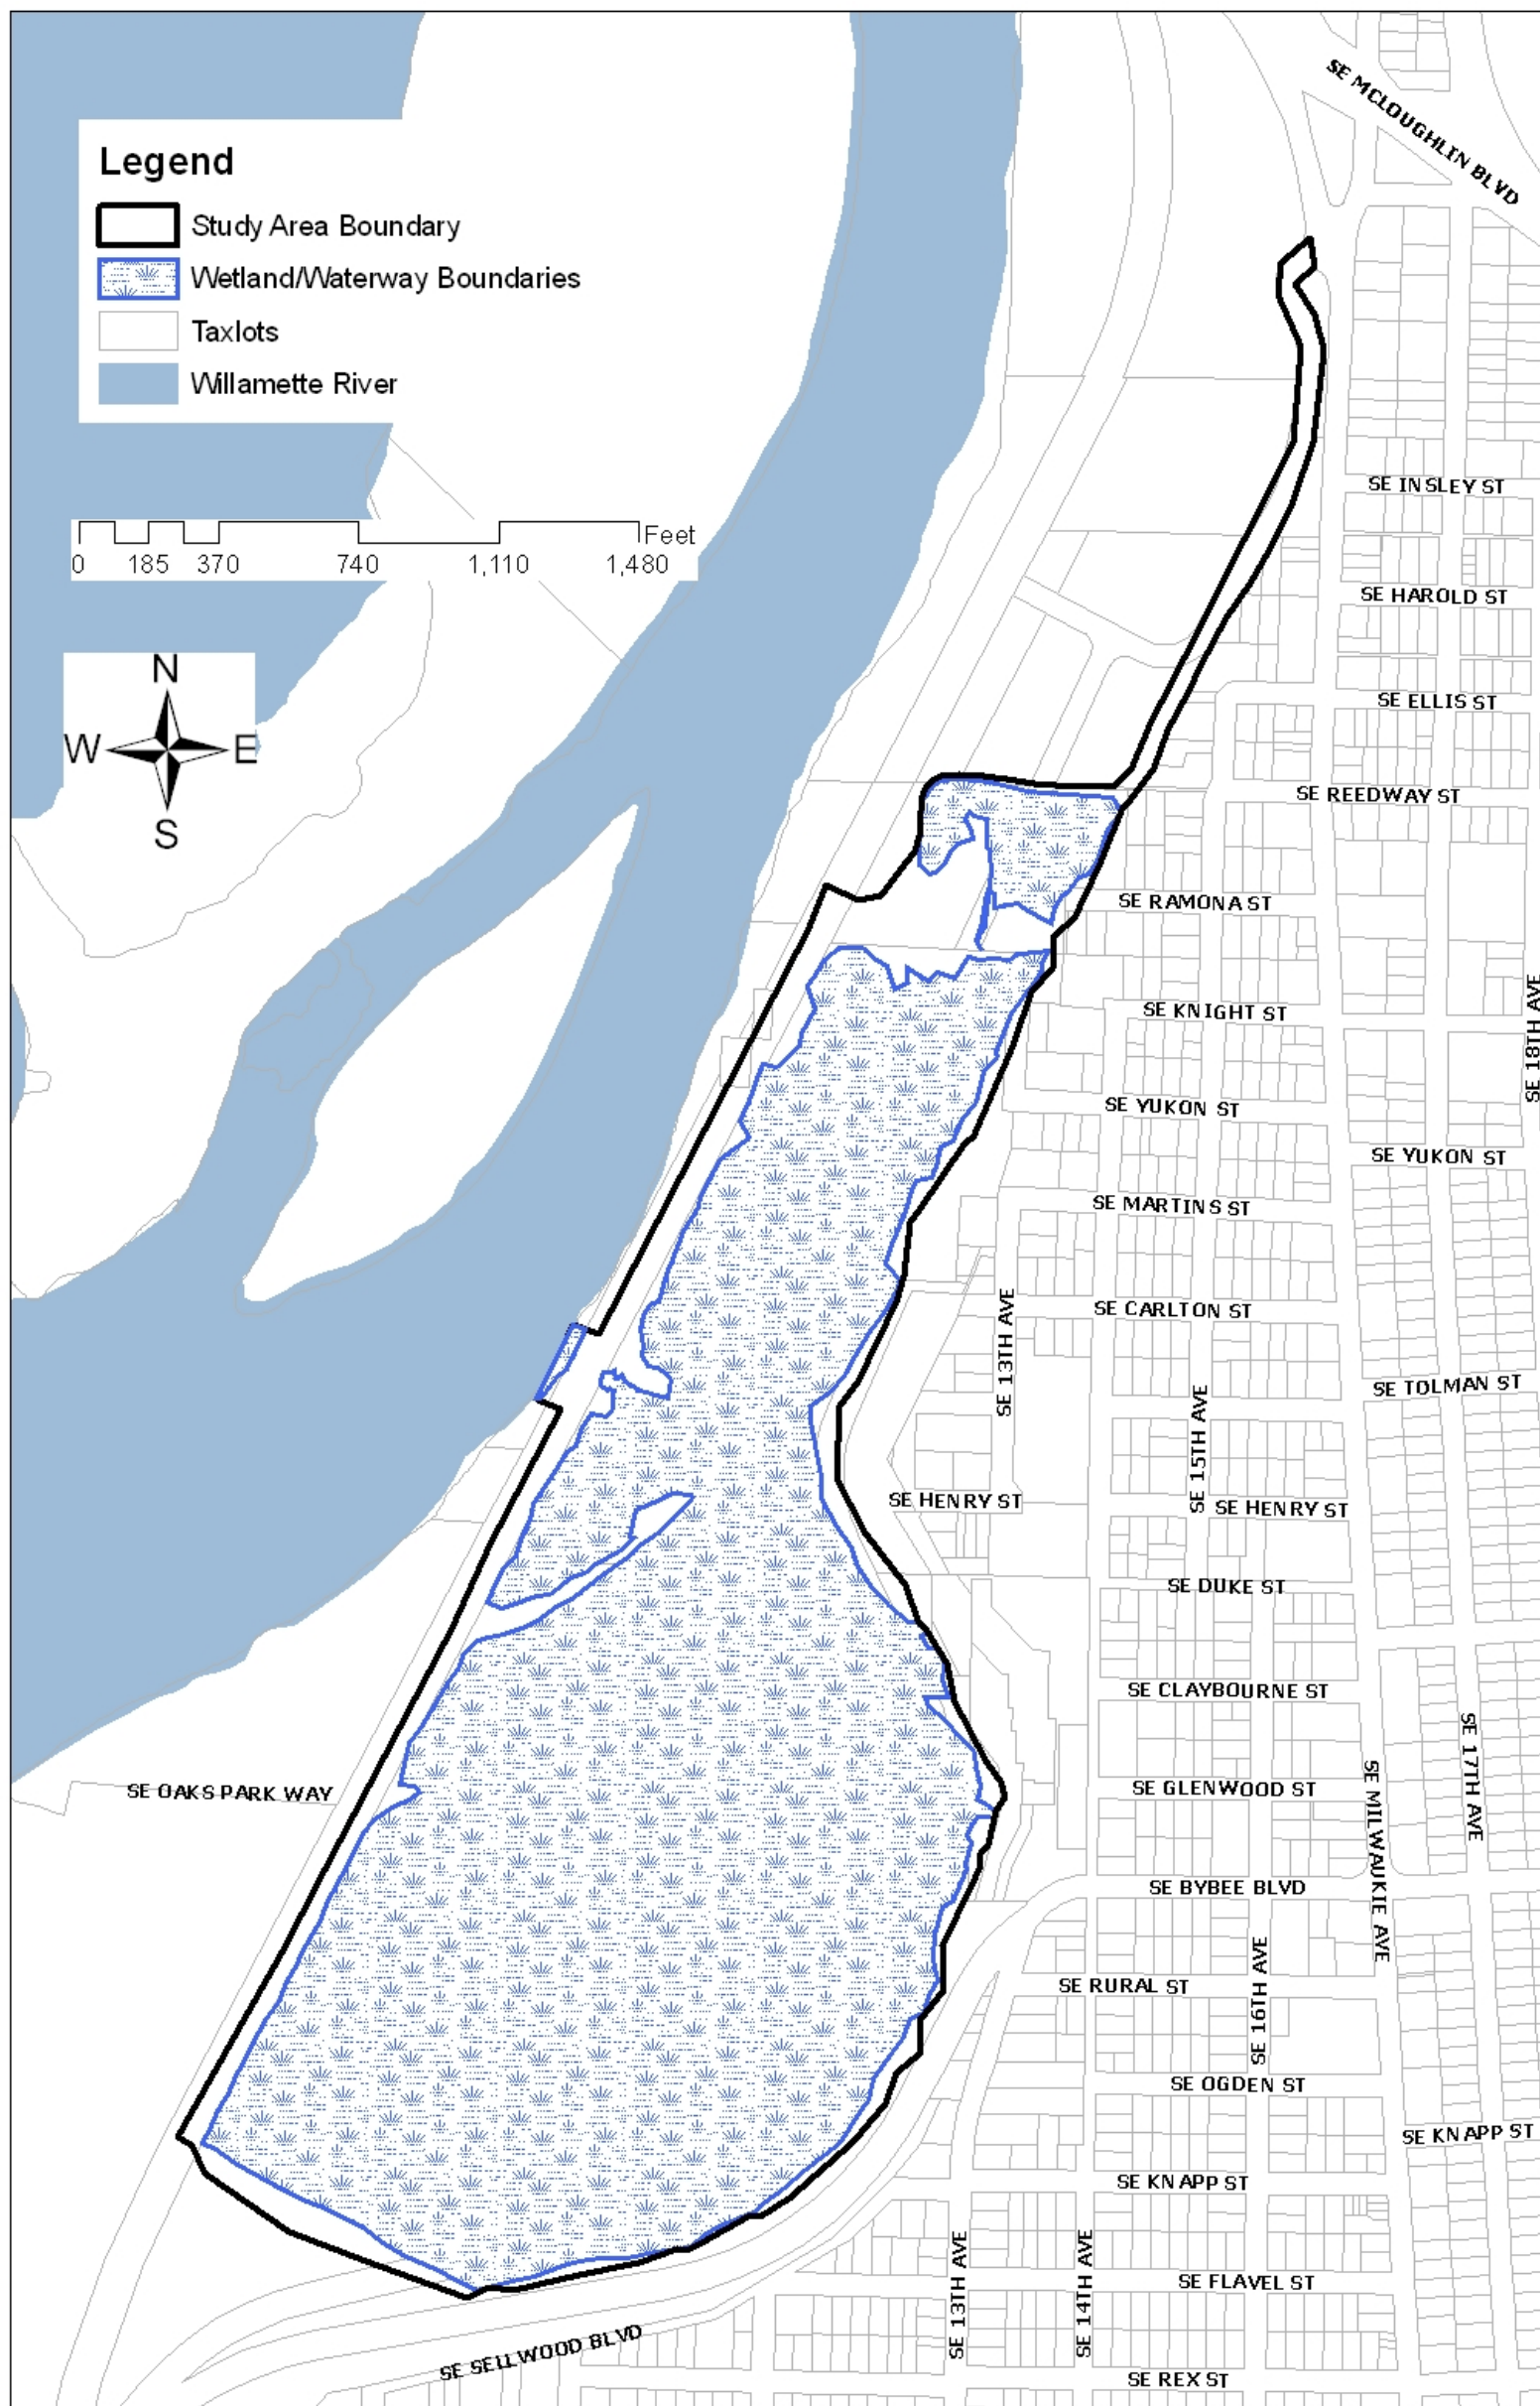 SE MCLOUGHLIN BLVD
Legend
Study Area Boundary
Wetland/Waterway Boundaries
Taxlots
Willamette River
SE INSLEY ST
Feet
0 185 370 740 1,110 1,480
SE HAROLD ST
N
W E
S
SE ELLIS ST
SE REEDWAY ST
SE RAMONA ST
SE KNIGHT ST
SE 18TH AVE
SE YUKON ST
SE YUKON ST
SE MARTINS ST
SE CARLTON ST
SE 13TH AVE
SE TOLMAN ST
SE 15TH AVE
SE HENRY ST
SE HENRY ST
SE DUKE ST
SE CLAYBOURNE ST
SE 17TH AVE
SE OAKS PARK WAY
SE GLENWOOD ST
SE MILWAUKIE AVE
SE BYBEE BLVD
SE RURAL ST
SE 16TH AVE
SE OGDEN ST
SE KNAPP ST
SE KNAPP ST
SE 13TH AVE
SE 14TH AVE
SE FLAVEL ST
SE SELLWOOD BLVD
SE REX ST